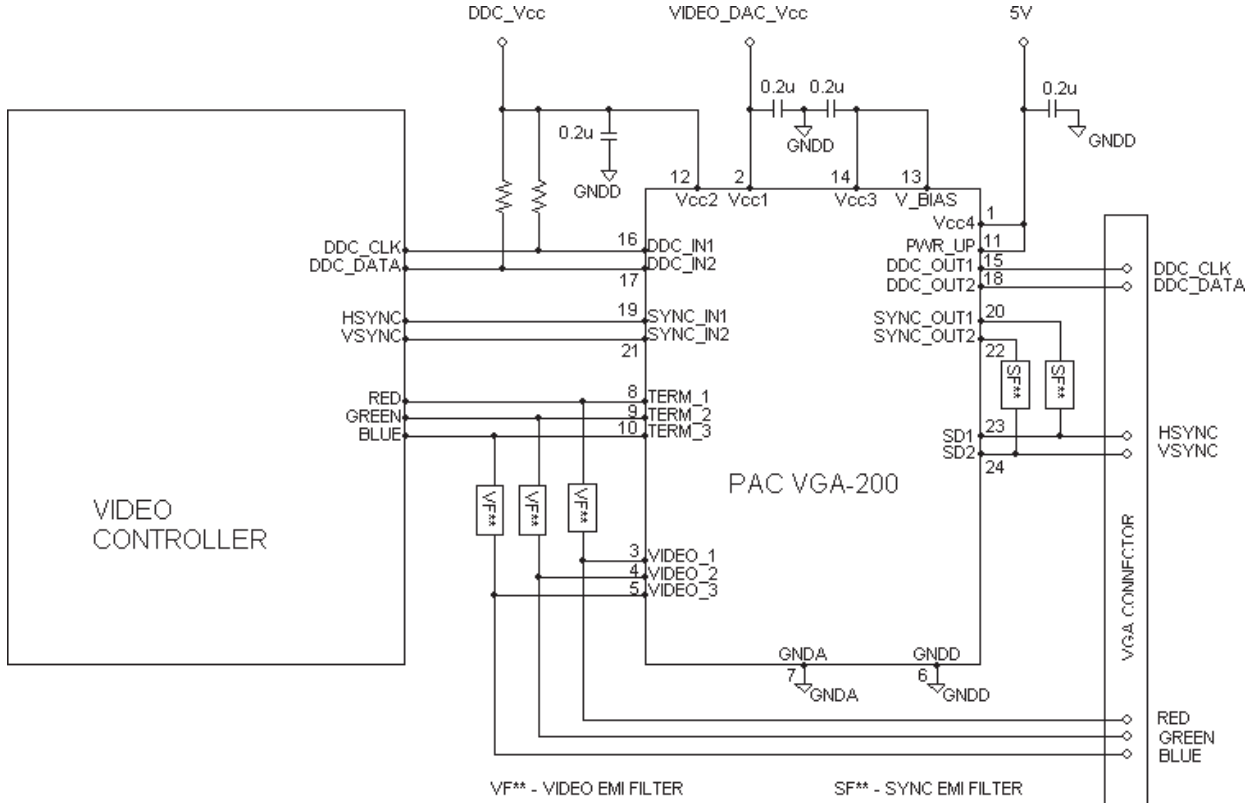 DDC_Vcc
VIDEO_DAC_Vcc
5V
0.2u
0.2u
0.2u
0.2u
GNDD
GNDD
GNDD
12
2
14
13
Vcc2
Vcc1
Vcc3
V_BIAS
Vcc4
1
PWR_UP
11
DDC_CLK
16
DDC_IN1
DDC_OUT1
15
DDC_CLK
DDC_DATA
17
DDC_IN2
DDC_OUT2
18
DDC_DATA
HSYNC
19
SYNC_IN1
SYNC_OUT1
20
VSYNC
21
SYNC_IN2
SYNC_OUT2
22
SF**
SF**
RED
8
TERM_1
GREEN
9
TERM_2
BLUE
10
TERM_3
SD1
23
HSYNC
SD2
24
VSYNC
PAC VGA-200
VIDEO
CONTROLLER
VF**
VF**
VF**
3
VIDEO_1
4
VIDEO_2
5
VIDEO_3
VGA CONNECTOR
GNDA
7
GNDA
GNDD
6
GNDD
RED
GREEN
BLUE
VF** - VIDEO EMI FILTER
SF** - SYNC EMI FILTER